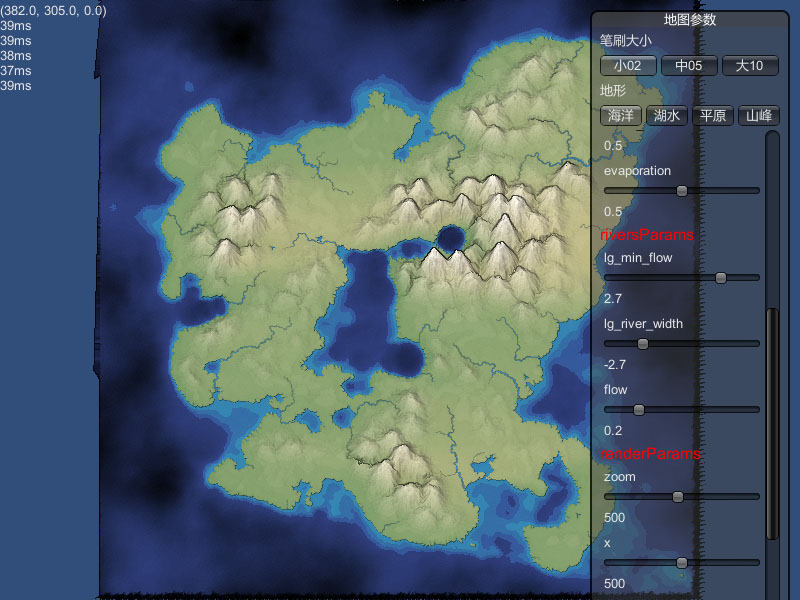 (382.0, 305.0, 0.0)
39ms
39ms
38ms
37ms
39ms
地图参数
笔刷大小
小02 中05 大10
地形
海洋 湖水 平原 山峰
0.5
evaporation
0.5
riversParams
lg_min_flow
2.7
lg_river_width
-2.7
flow
0.2
renderParams
zoom
500
x
500